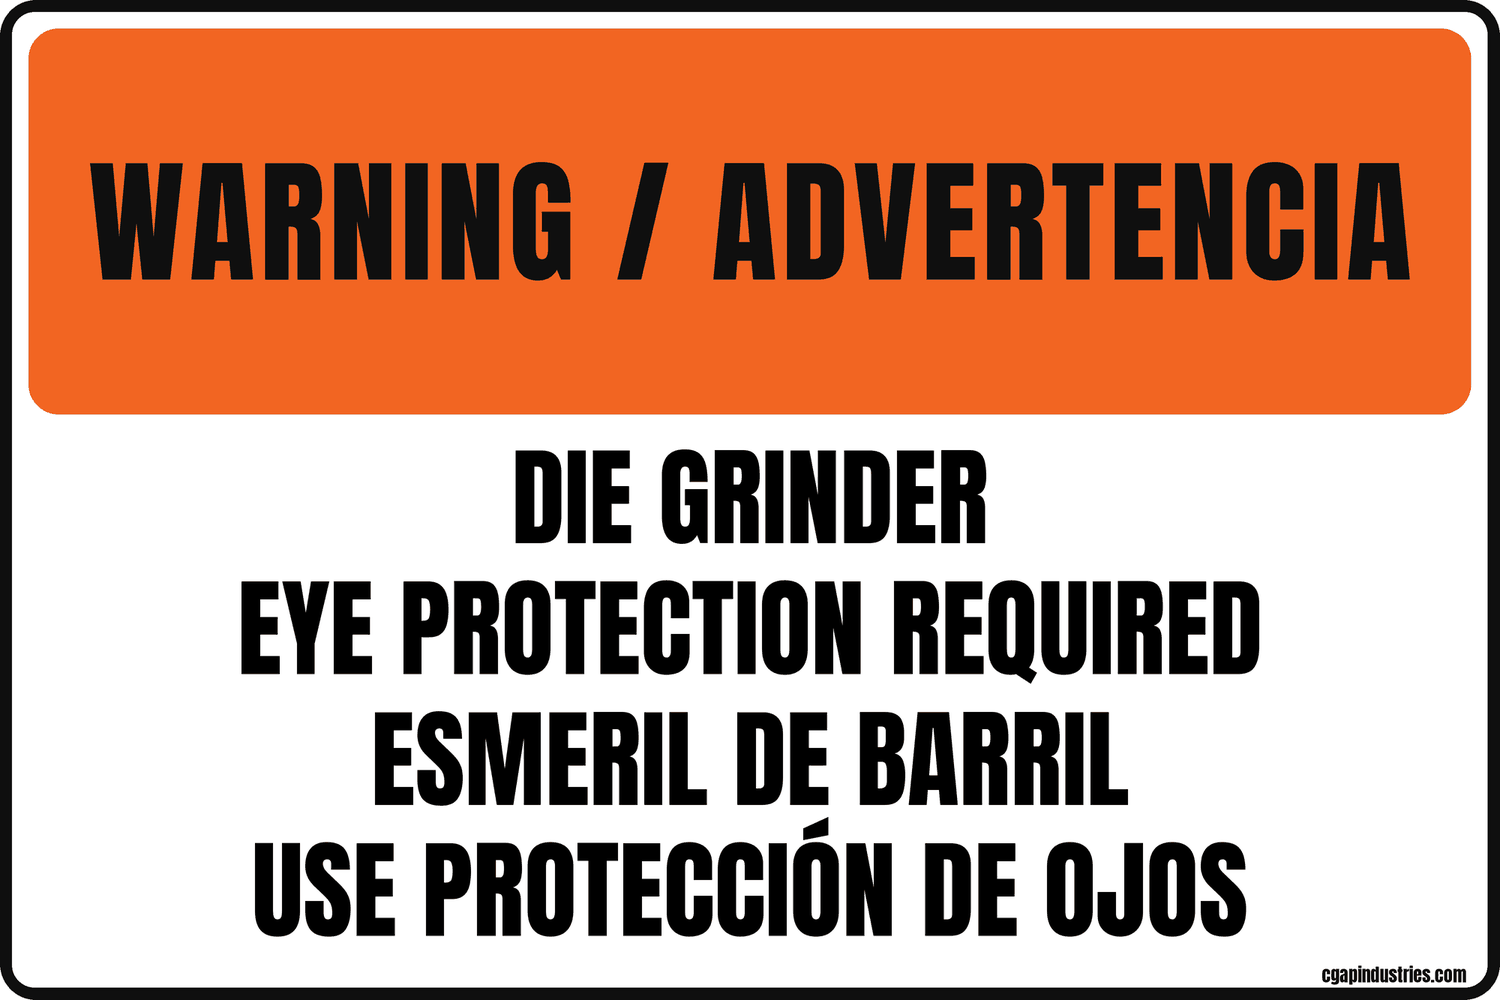 WARNING / ADVERTENCIA
DIE GRINDER
EYE PROTECTION REQUIRED
ESMERIL DE BARRIL
USE PROTECCIÓN DE OJOS
cgapindustries.com